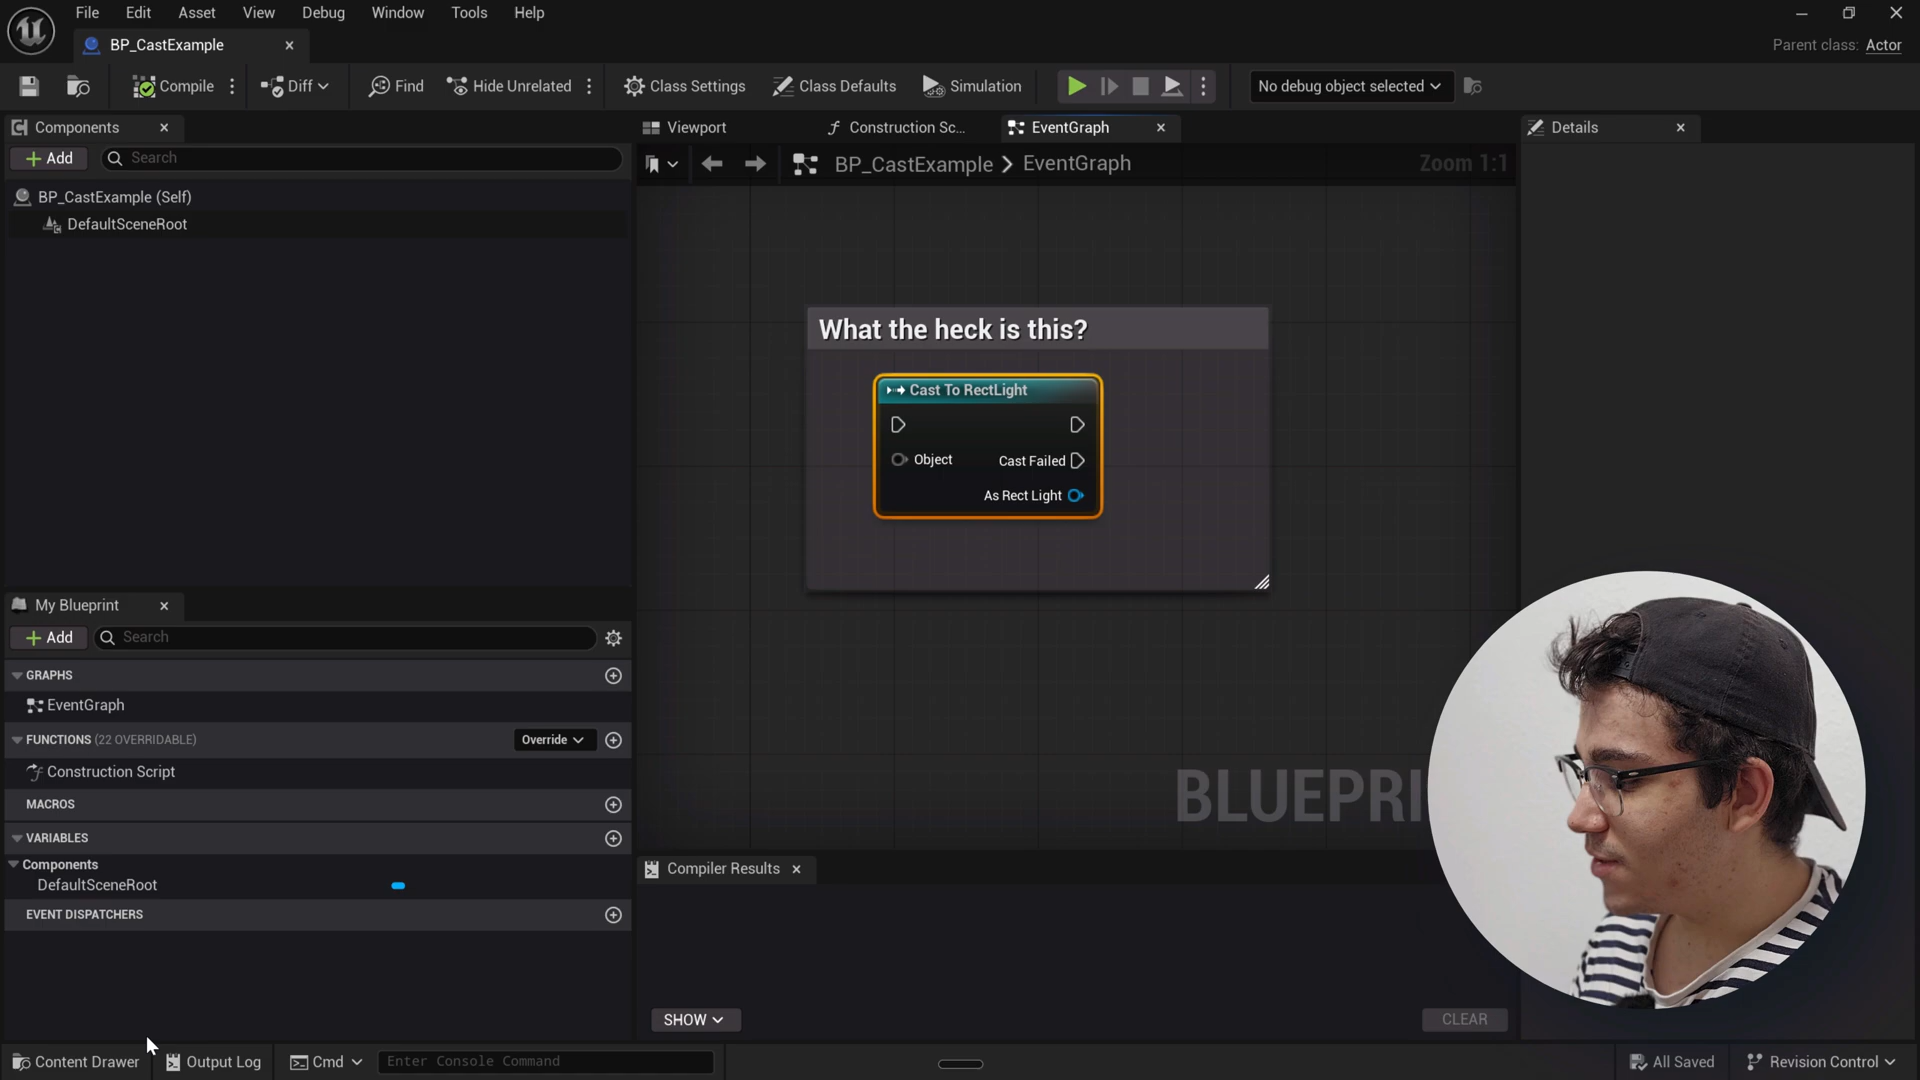 File Edit Asset View Debug Window Tools Help
BP_CastExample
Parent class: Actor
Compile Diff Find Hide Unrelated Class Settings Class Defaults Simulation No debug object selected
Components
Viewport Construction Sc... EventGraph
Details
Add Search
BP_CastExample EventGraph Zoom 1:1
BP_CastExample (Self)
DefaultSceneRoot
What the heck is this?
Cast To RectLight
Object Cast Failed
As Rect Light
My Blueprint
Add Search
GRAPHS
EventGraph
FUNCTIONS (22 OVERRIDABLE) Override
Construction Script
MACROS
VARIABLES
Components
DefaultSceneRoot
EVENT DISPATCHERS
BLUEPRI
Compiler Results
SHOW CLEAR
Content Drawer Output Log Cmd Enter Console Command All Saved Revision Control